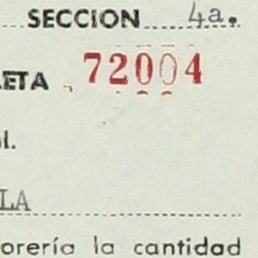 SECCION 4a.
LETA 72004
l.
LA
orería la cantidad